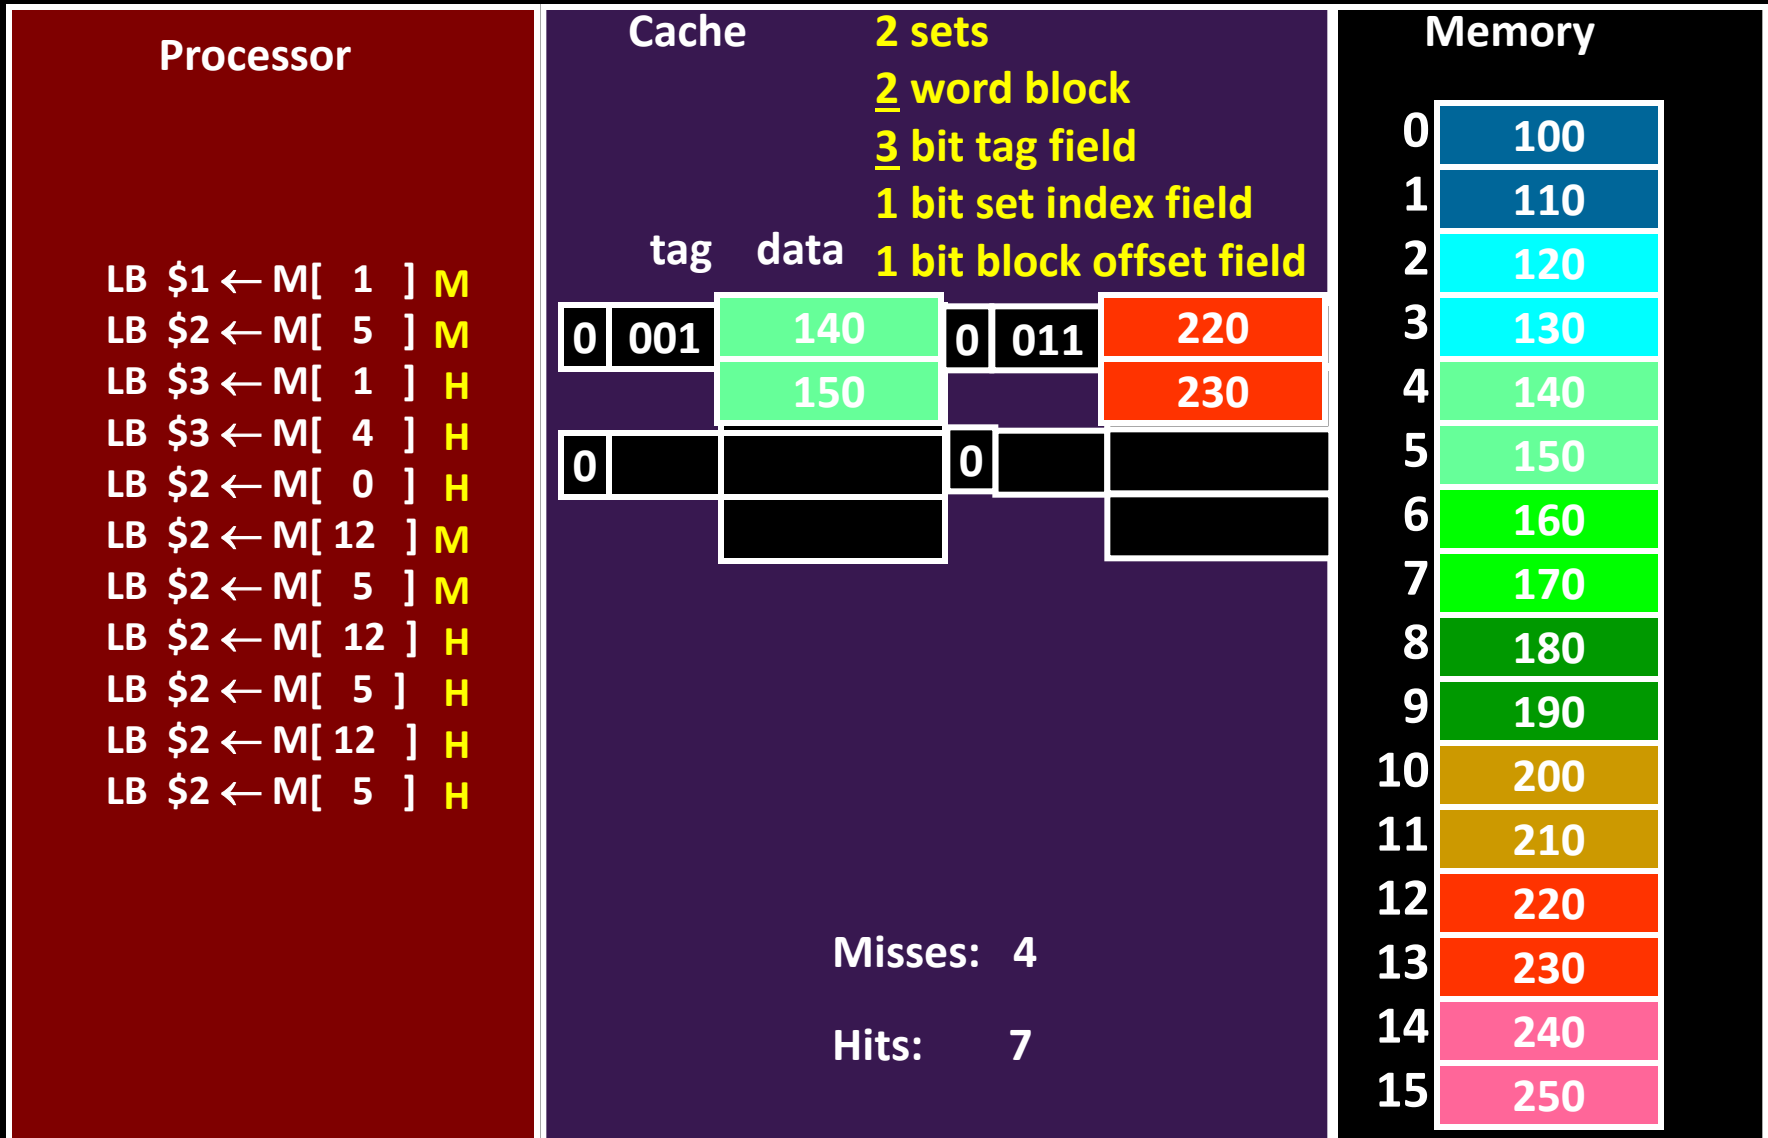 Processor
LB $1 ← M[ 1 ] M
LB $2 ← M[ 5 ] M
LB $3 ← M[ 1 ] H
LB $3 ← M[ 4 ] H
LB $2 ← M[ 0 ] H
LB $2 ← M[ 12 ] M
LB $2 ← M[ 5 ] M
LB $2 ← M[ 12 ] H
LB $2 ← M[ 5 ] H
LB $2 ← M[ 12 ] H
LB $2 ← M[ 5 ] H
Cache
2 sets
2 word block
3 bit tag field
1 bit set index field
1 bit block offset field
tag data
0 001 140 0 011 220
150 230
0 0
Misses: 4
Hits: 7
Memory
0 100
1 110
2 120
3 130
4 140
5 150
6 160
7 170
8 180
9 190
10 200
11 210
12 220
13 230
14 240
15 250